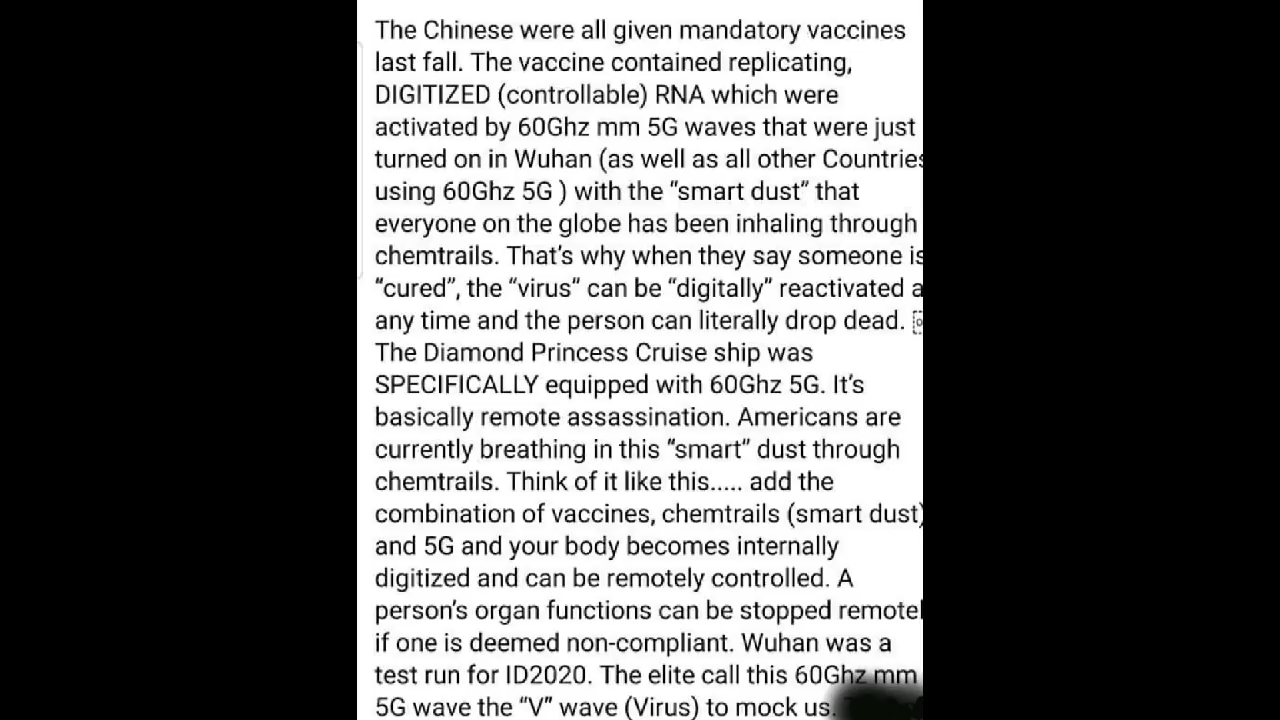 The Chinese were all given mandatory vaccines
last fall. The vaccine contained replicating,
DIGITIZED (controllable) RNA which were
activated by 60Ghz mm 5G waves that were just
turned on in Wuhan (as well as all other Countries
using 60Ghz 5G ) with the “smart dust” that
everyone on the globe has been inhaling through
chemtrails. That’s why when they say someone is
“cured”, the “virus” can be “digitally” reactivated a
any time and the person can literally drop dead.
The Diamond Princess Cruise ship was
SPECIFICALLY equipped with 60Ghz 5G. It’s
basically remote assassination. Americans are
currently breathing in this “smart” dust through
chemtrails. Think of it like this..... add the
combination of vaccines, chemtrails (smart dust)
and 5G and your body becomes internally
digitized and can be remotely controlled. A
person’s organ functions can be stopped remotel
if one is deemed non-compliant. Wuhan was a
test run for ID2020. The elite call this 60Ghz mm
5G wave the “V” wave (Virus) to mock us.